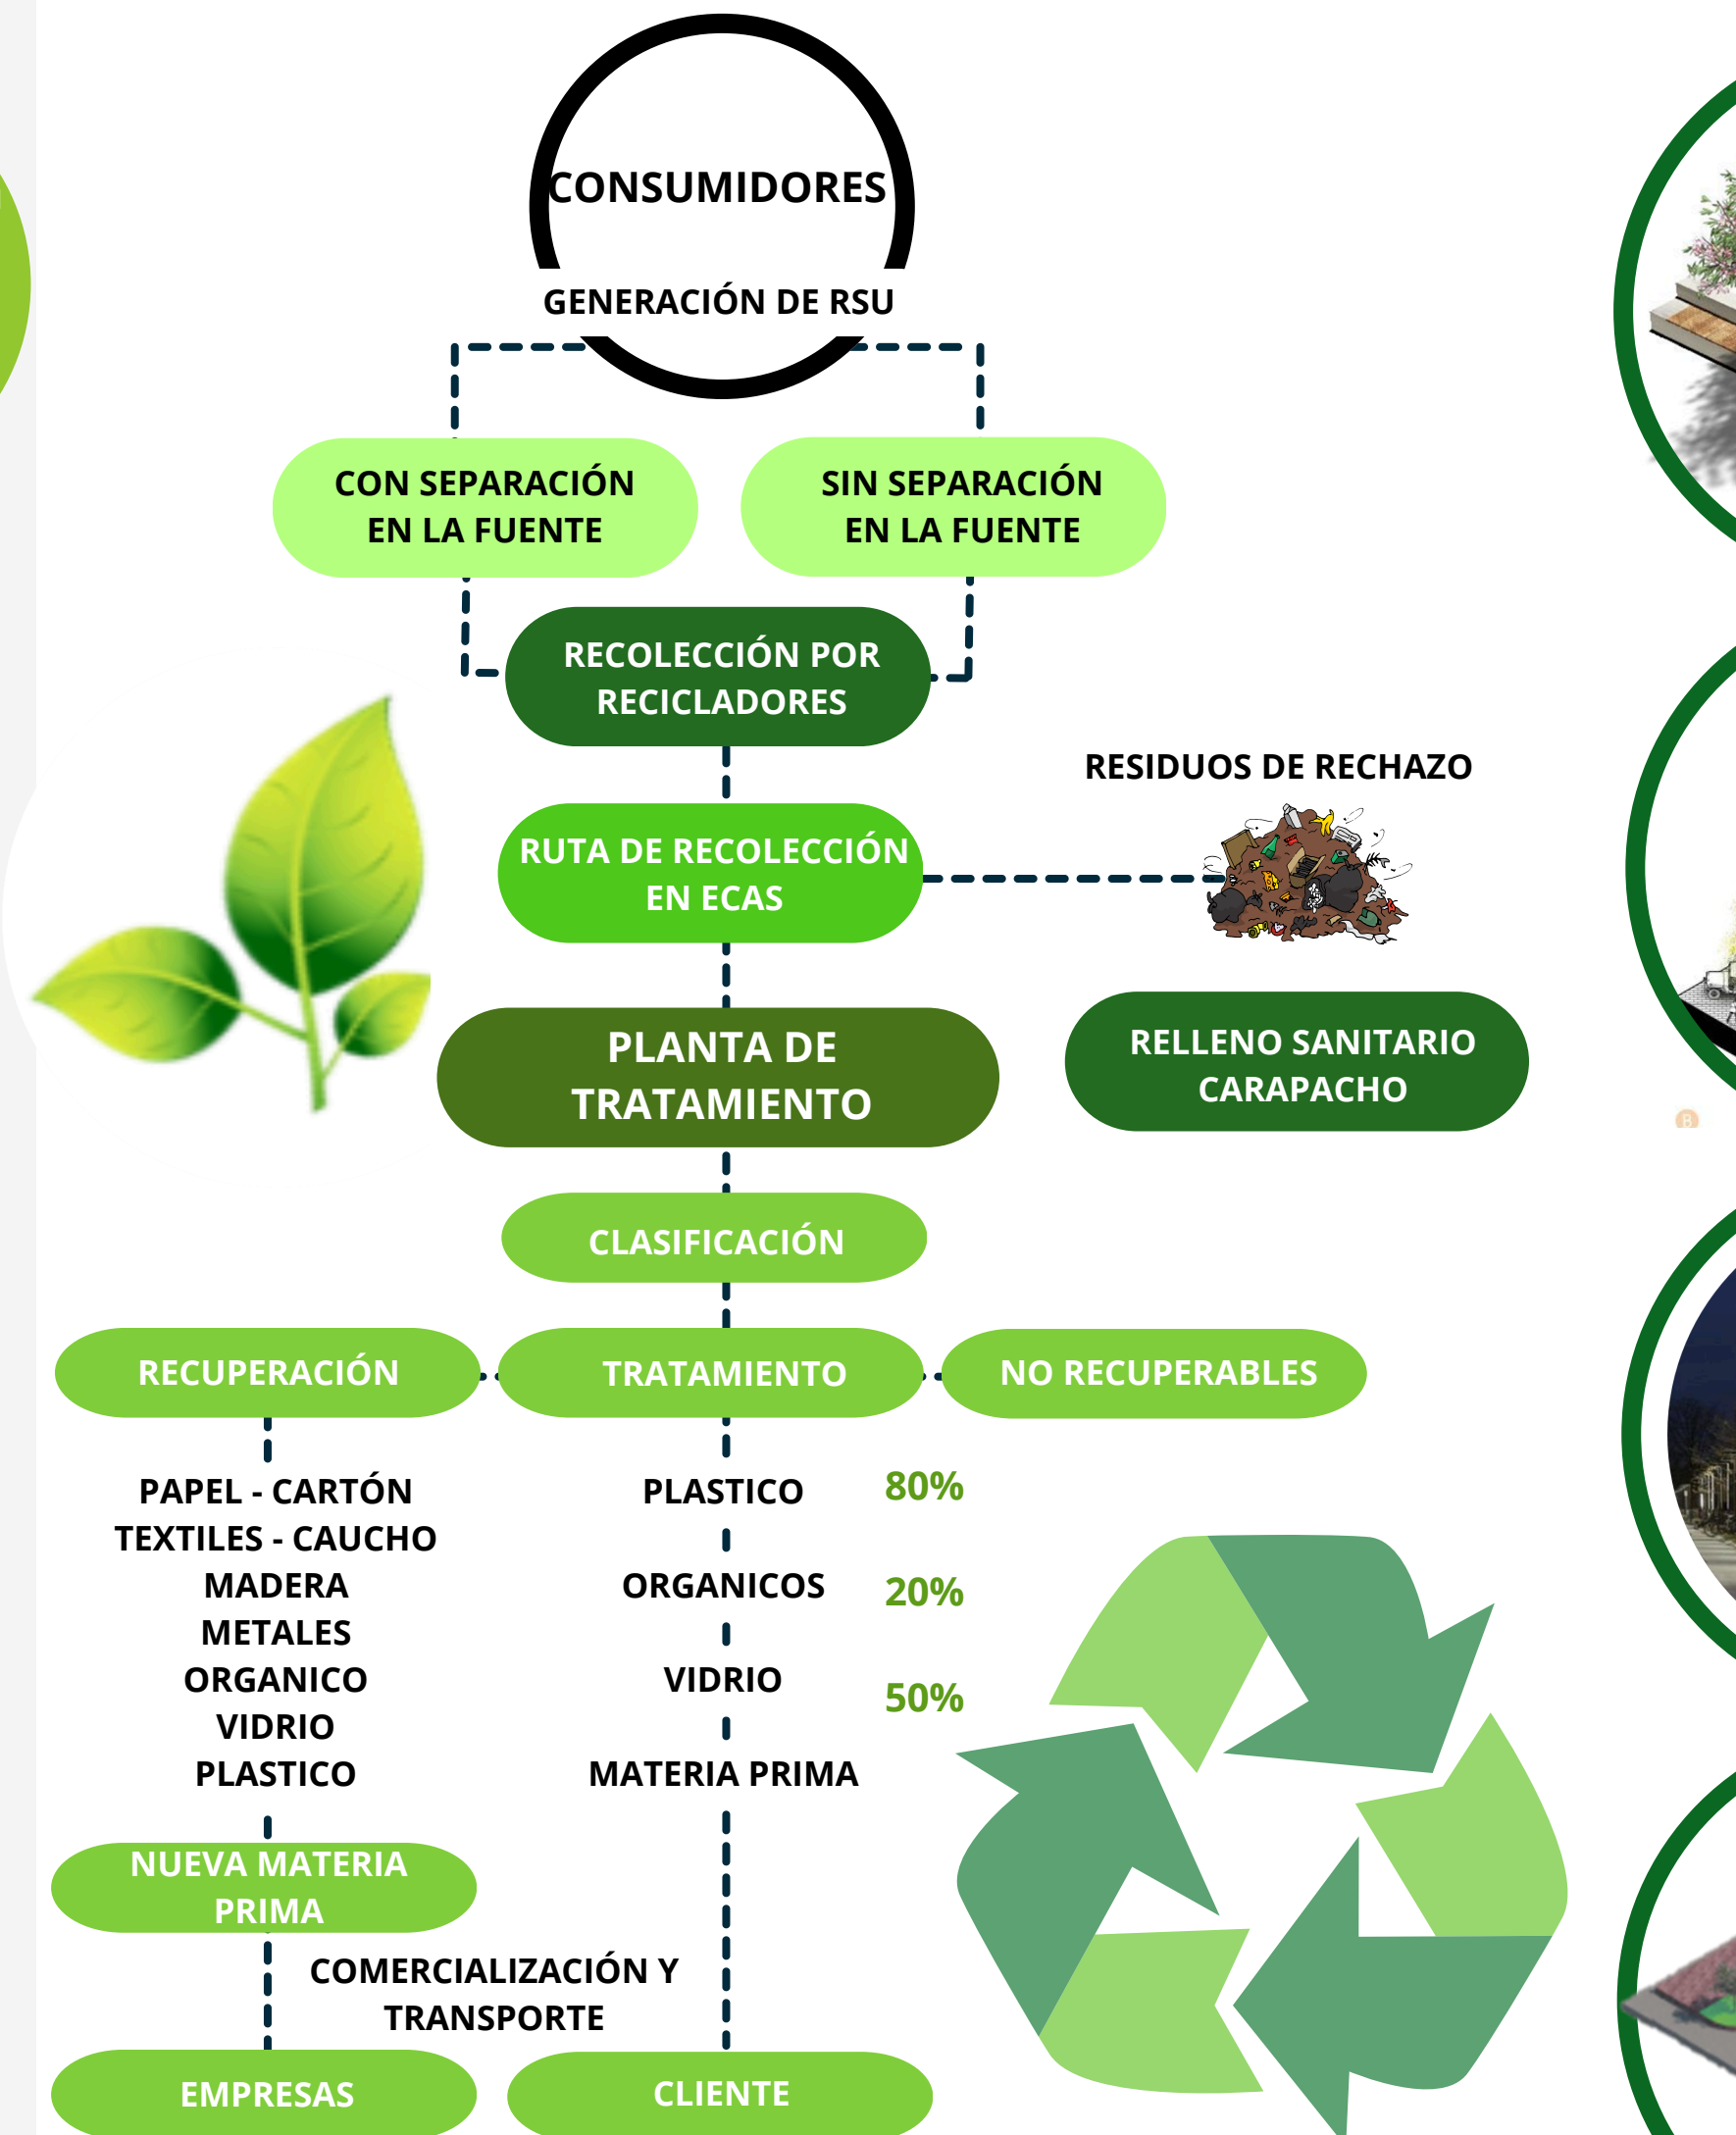 CONSUMIDORES
GENERACIÓN DE RSU
CON SEPARACIÓN
EN LA FUENTE
SIN SEPARACIÓN
EN LA FUENTE
RECOLECCIÓN POR
RECICLADORES
RUTA DE RECOLECCIÓN
EN ECAS
RESIDUOS DE RECHAZO
PLANTA DE
TRATAMIENTO
RELLENO SANITARIO
CARAPACHO
CLASIFICACIÓN
RECUPERACIÓN
TRATAMIENTO
NO RECUPERABLES
PAPEL - CARTÓN
TEXTILES - CAUCHO
MADERA
METALES
ORGANICO
VIDRIO
PLASTICO
PLASTICO
80%
ORGANICOS
20%
VIDRIO
50%
MATERIA PRIMA
NUEVA MATERIA
PRIMA
COMERCIALIZACIÓN Y
TRANSPORTE
EMPRESAS
CLIENTE